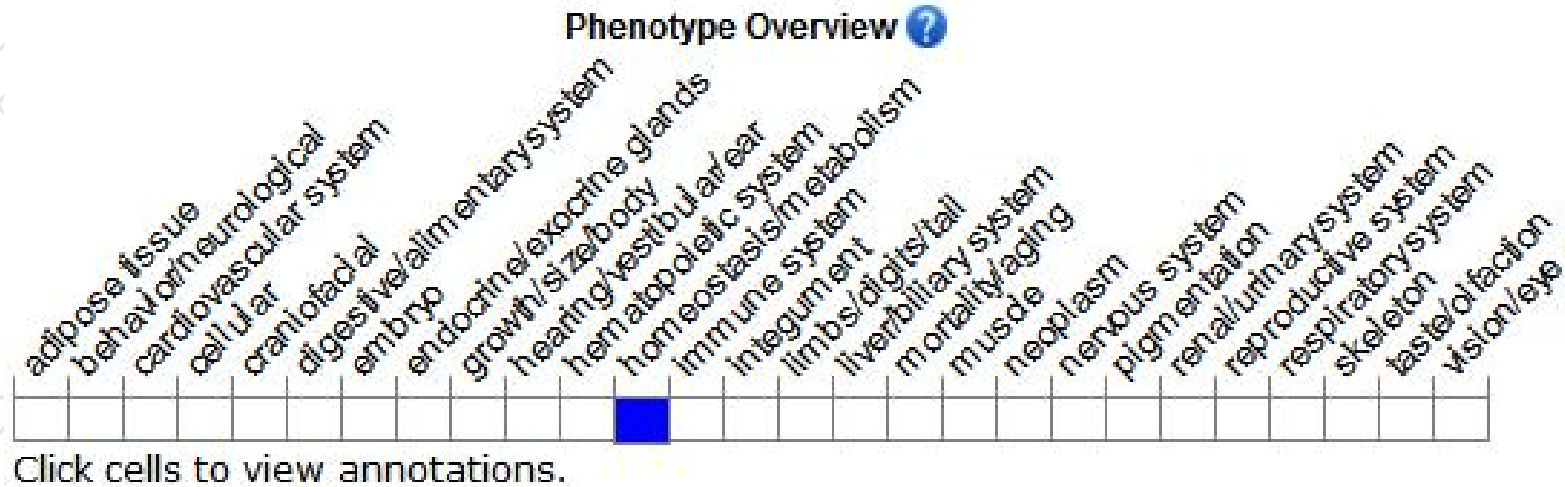 Phenotype Overview ?
adipose tissue
behavior/neurological
cardiovascular system
cellular
craniofacial
digestive/alimentary system
embryo
endocrine/exocrine glands
growth/size/body
hearing/vestibular/ear
hematopoietic system
homeostasis/metabolism
immune system
integument
limbs/digits/tail
liver/biliary system
mortality/aging
muscle
neoplasm
nervous system
pigmentation
renal/urinary system
reproductive system
respiratory system
skeleton
taste/olfaction
vision/eye
Click cells to view annotations.